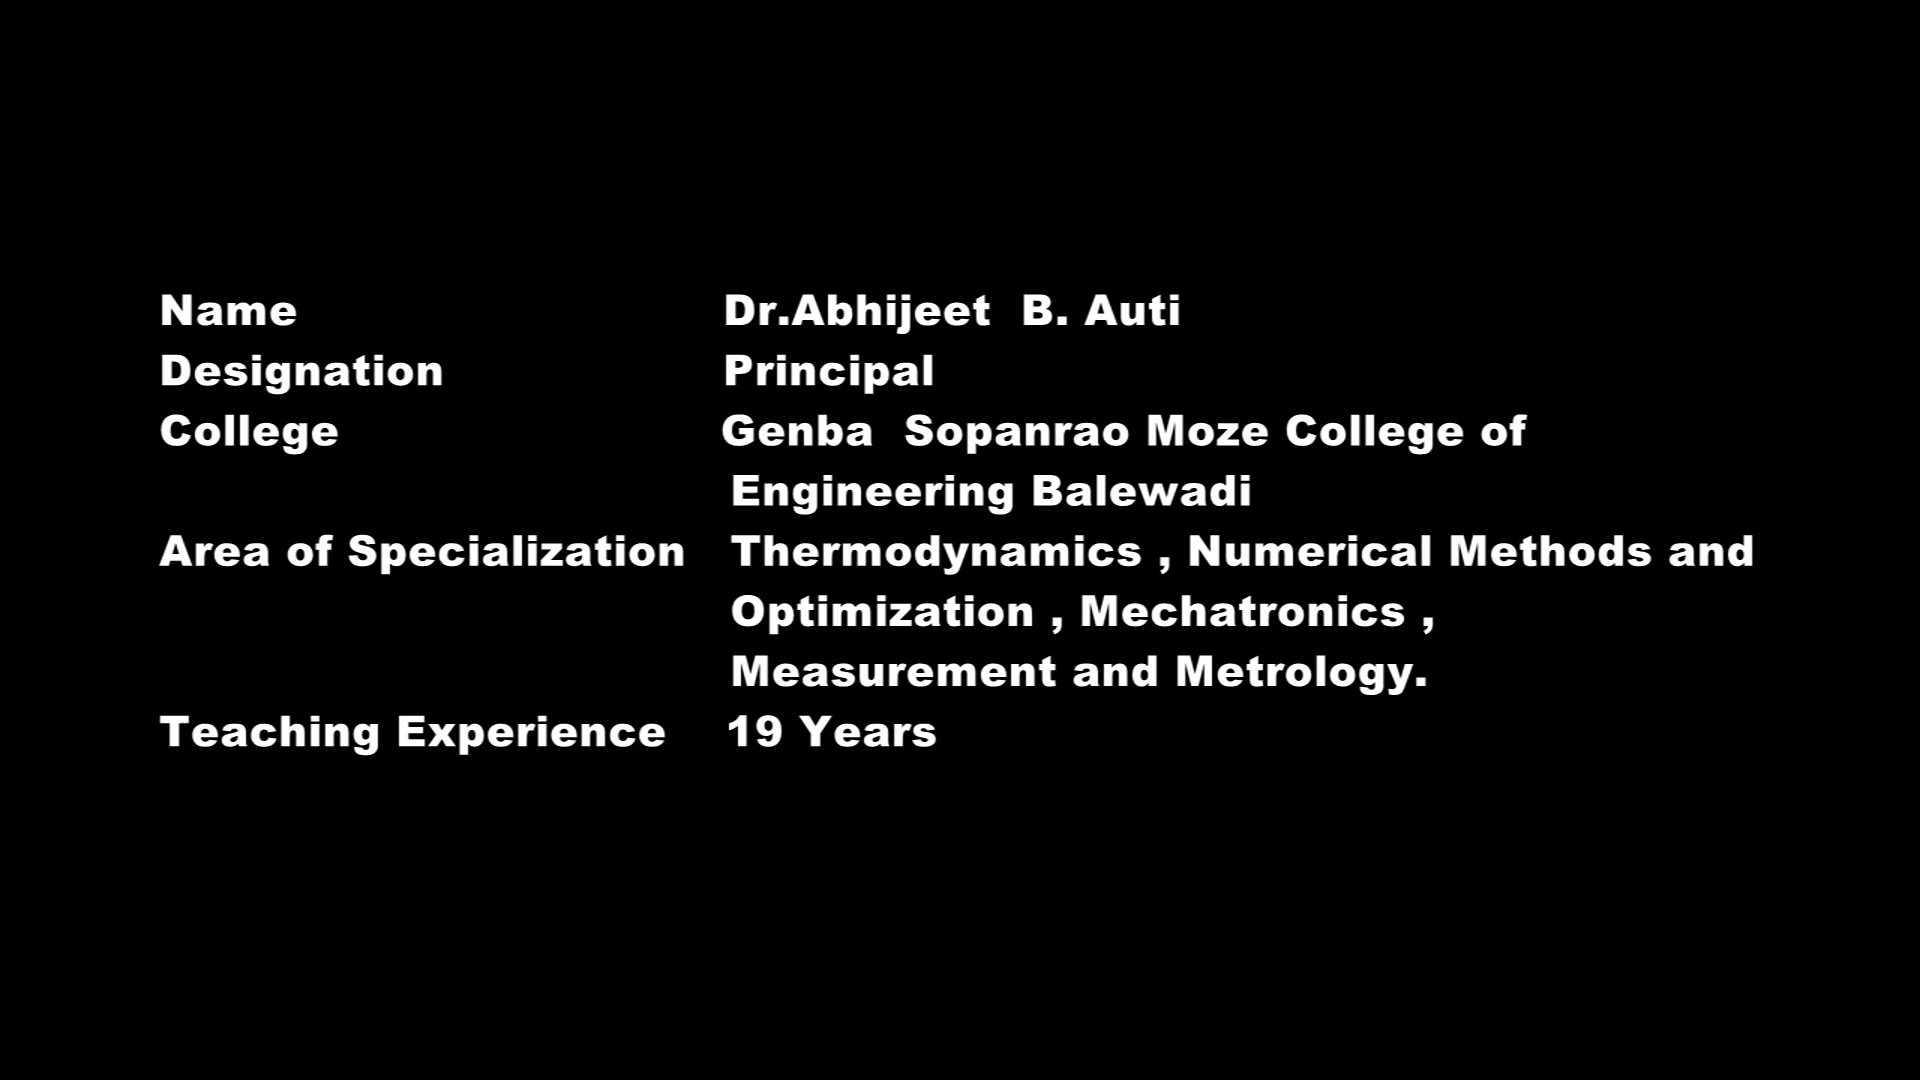 Name Dr.Abhijeet  B. Auti
Designation Principal
College Genba  Sopanrao Moze College of
Engineering Balewadi
Area of Specialization Thermodynamics , Numerical Methods and
Optimization , Mechatronics ,
Measurement and Metrology.
Teaching Experience 19 Years